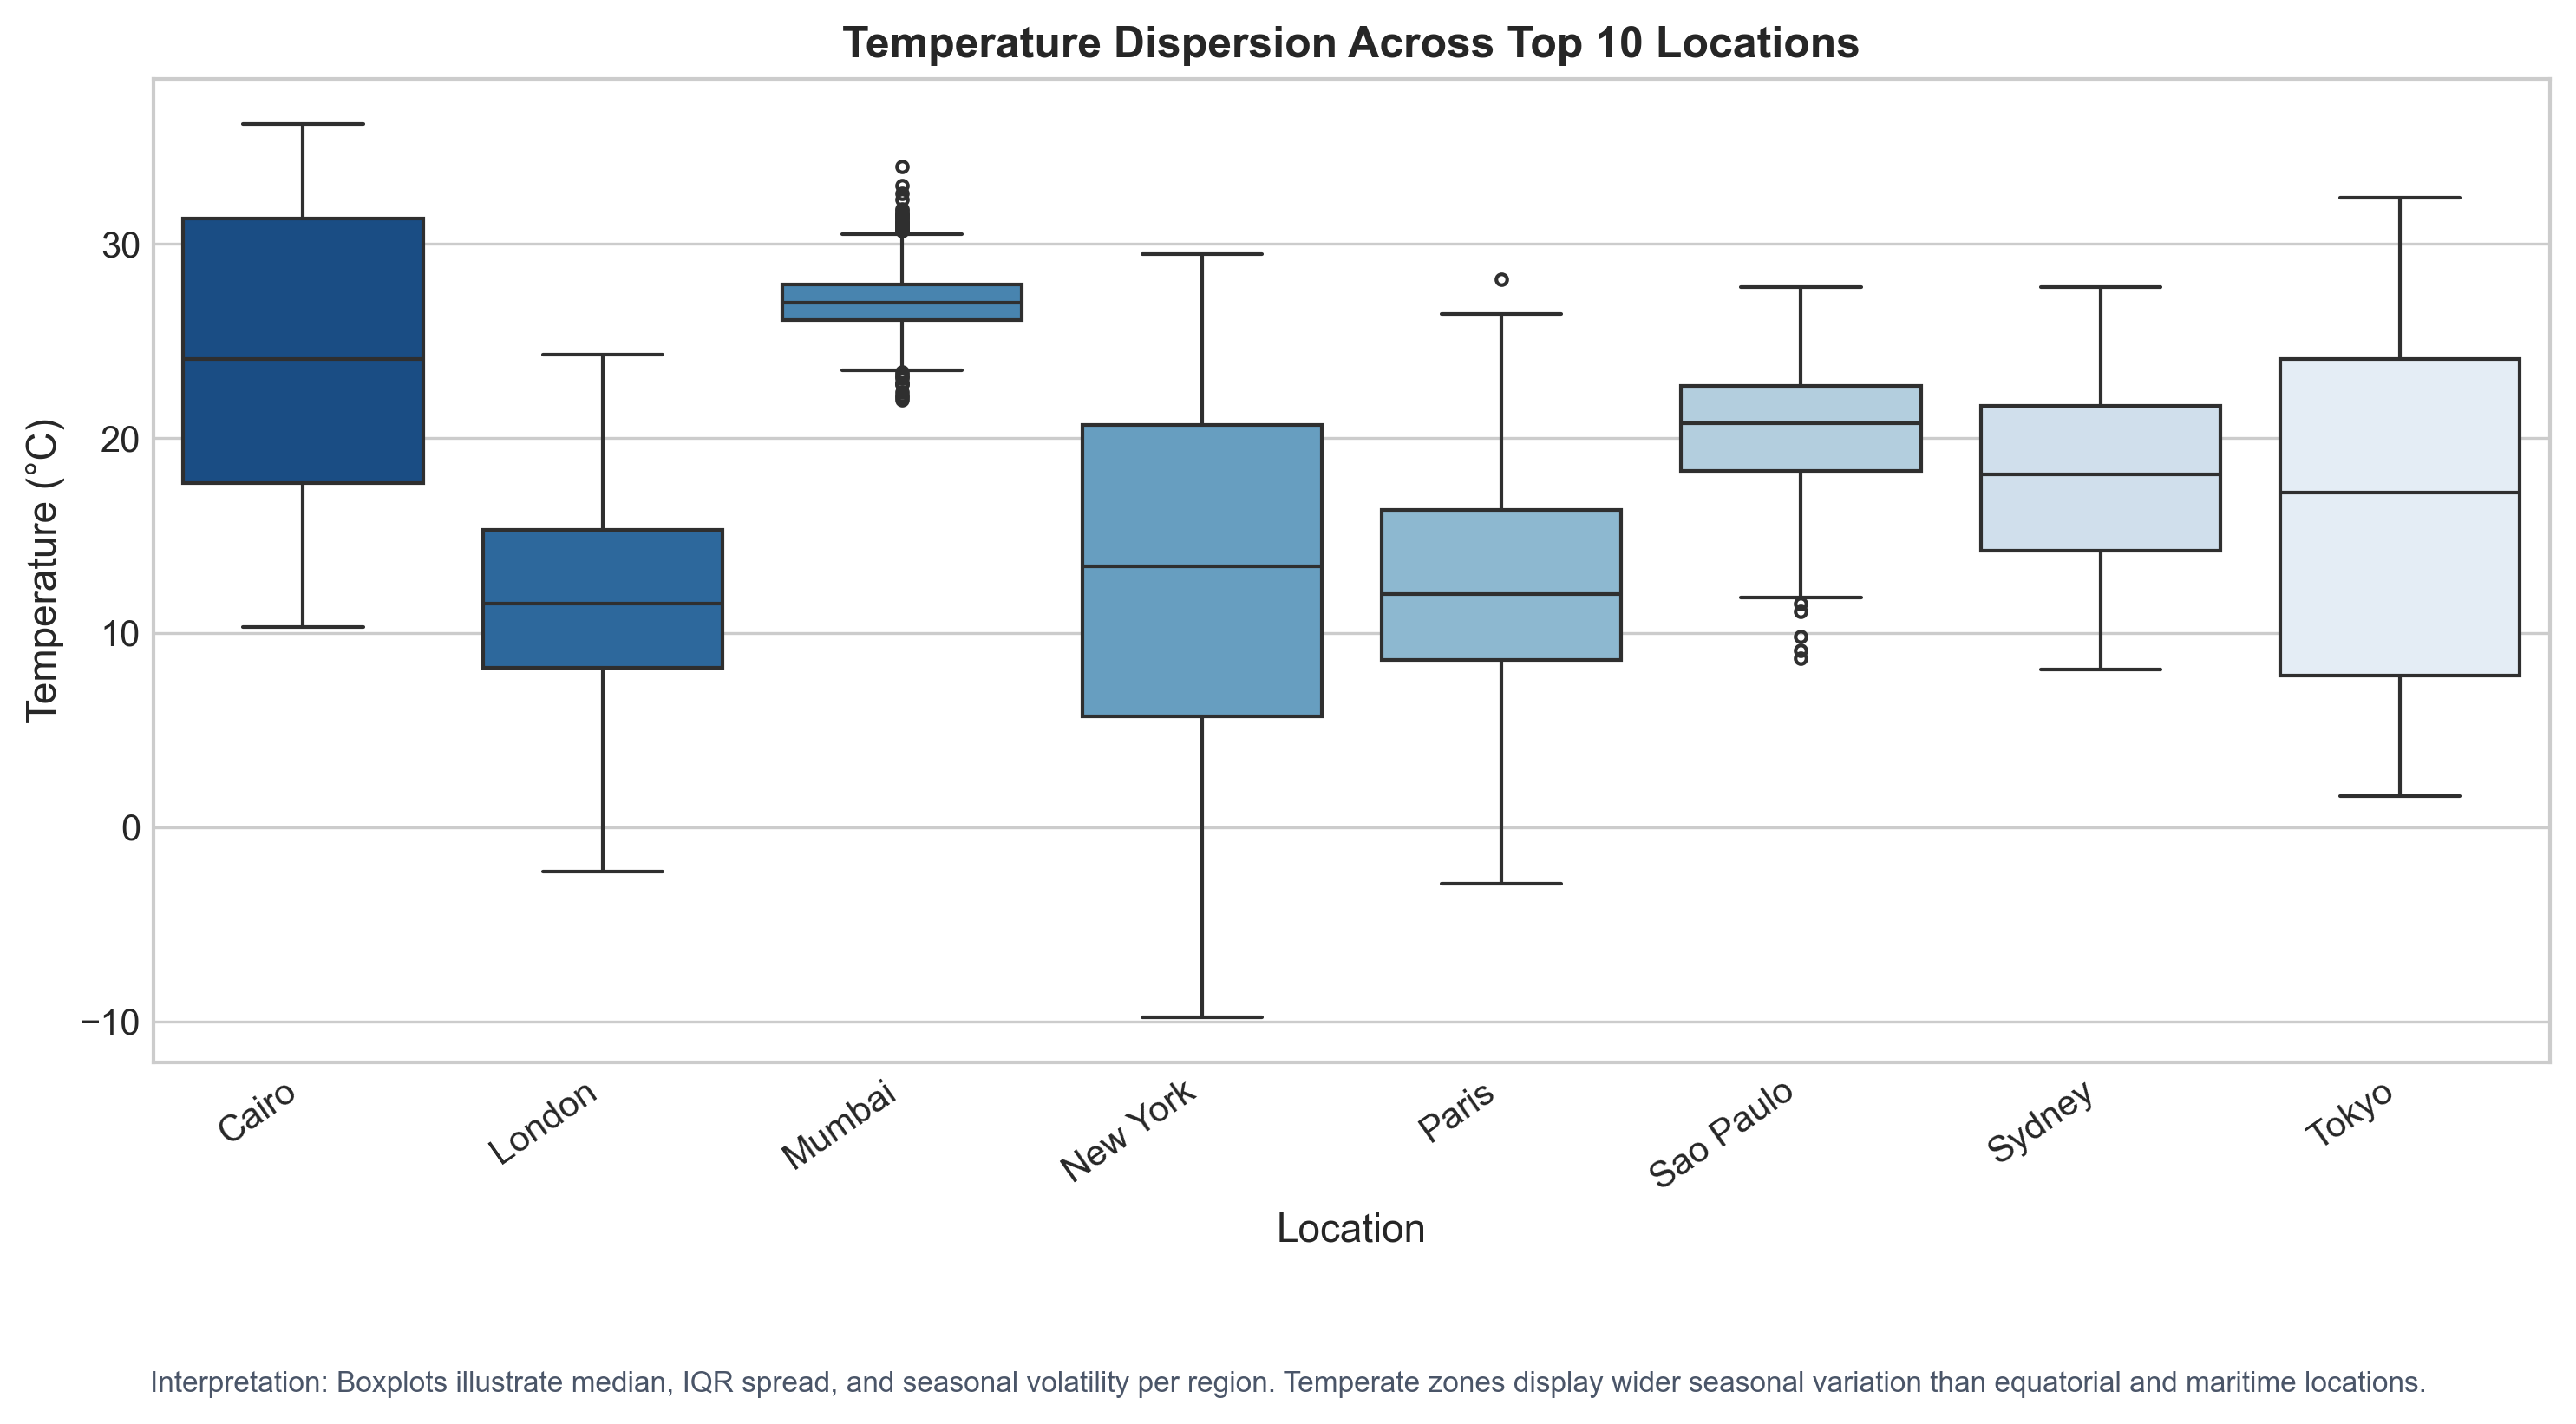 Temperature Dispersion Across Top 10 Locations
Temperature (°C)
30
20
10
0
−10
Cairo
London
Mumbai
New York
Paris
Sao Paulo
Sydney
Tokyo
Location
Interpretation: Boxplots illustrate median, IQR spread, and seasonal volatility per region. Temperate zones display wider seasonal variation than equatorial and maritime locations.